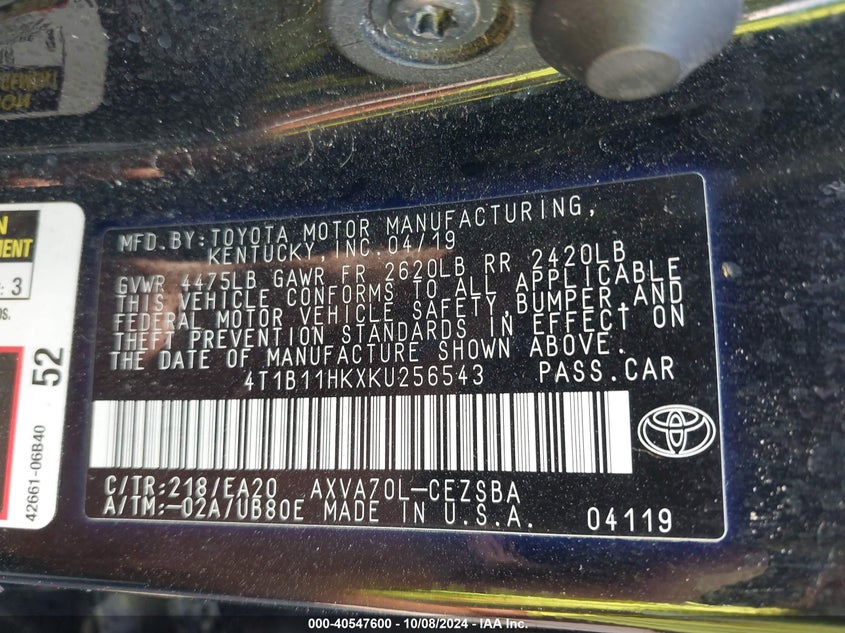 MFD.BY:TOYOTA MOTOR MANUFACTURING,
KENTUCKY,INC.04/19
GVWR 4475LB GAWR FR 2620LB RR 2420LB
THIS VEHICLE CONFORMS TO ALL APPLICABLE
FEDERAL MOTOR VEHICLE SAFETY,BUMPER,AND
THEFT PREVENTION STANDARDS IN EFFECT ON
THE DATE OF MANUFACTURE SHOWN ABOVE.
4T1B11HKXKU256543 PASS.CAR
C/TR:218/EA20 AXVA70L-CEZSBA
A/TM:-02A/UB80E MADE IN U.S.A. 04119
: 3
52
42661-06B40
000-40547600 - 10/08/2024 - IAA Inc.